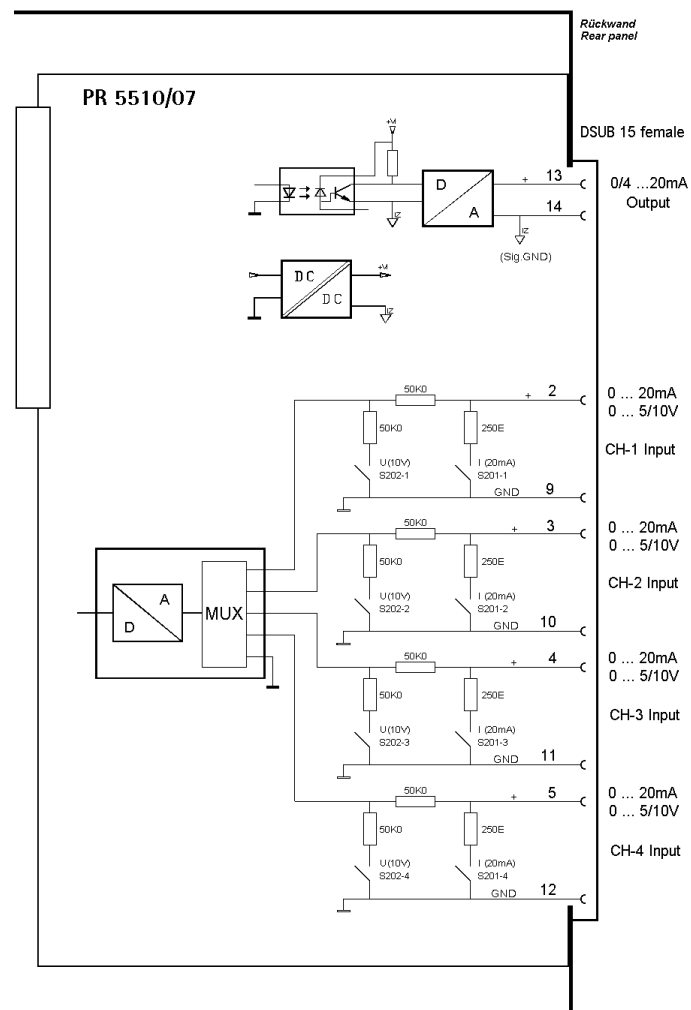 Rückwand
Rear panel
PR 5510/07
DSUB 15 female
+VI
D
A
+ 13
14
0/4 ...20mA
Output
IZ
IZ
(Sig.GND)
DC
DC
+VI
IZ
50K0
+ 2
0 ... 20mA
0 ... 5/10V
50K0
250E
U(10V)
S202-1
I (20mA)
S201-1
CH-1 Input
GND 9
50K0
+ 3
0 ... 20mA
0 ... 5/10V
50K0
250E
U(10V)
S202-2
I (20mA)
S201-2
CH-2 Input
GND 10
A
D
MUX
50K0
+ 4
0 ... 20mA
0 ... 5/10V
50K0
250E
U(10V)
S202-3
I (20mA)
S201-3
CH-3 Input
GND 11
50K0
+ 5
0 ... 20mA
0 ... 5/10V
50K0
250E
U(10V)
S202-4
I (20mA)
S201-4
CH-4 Input
GND 12